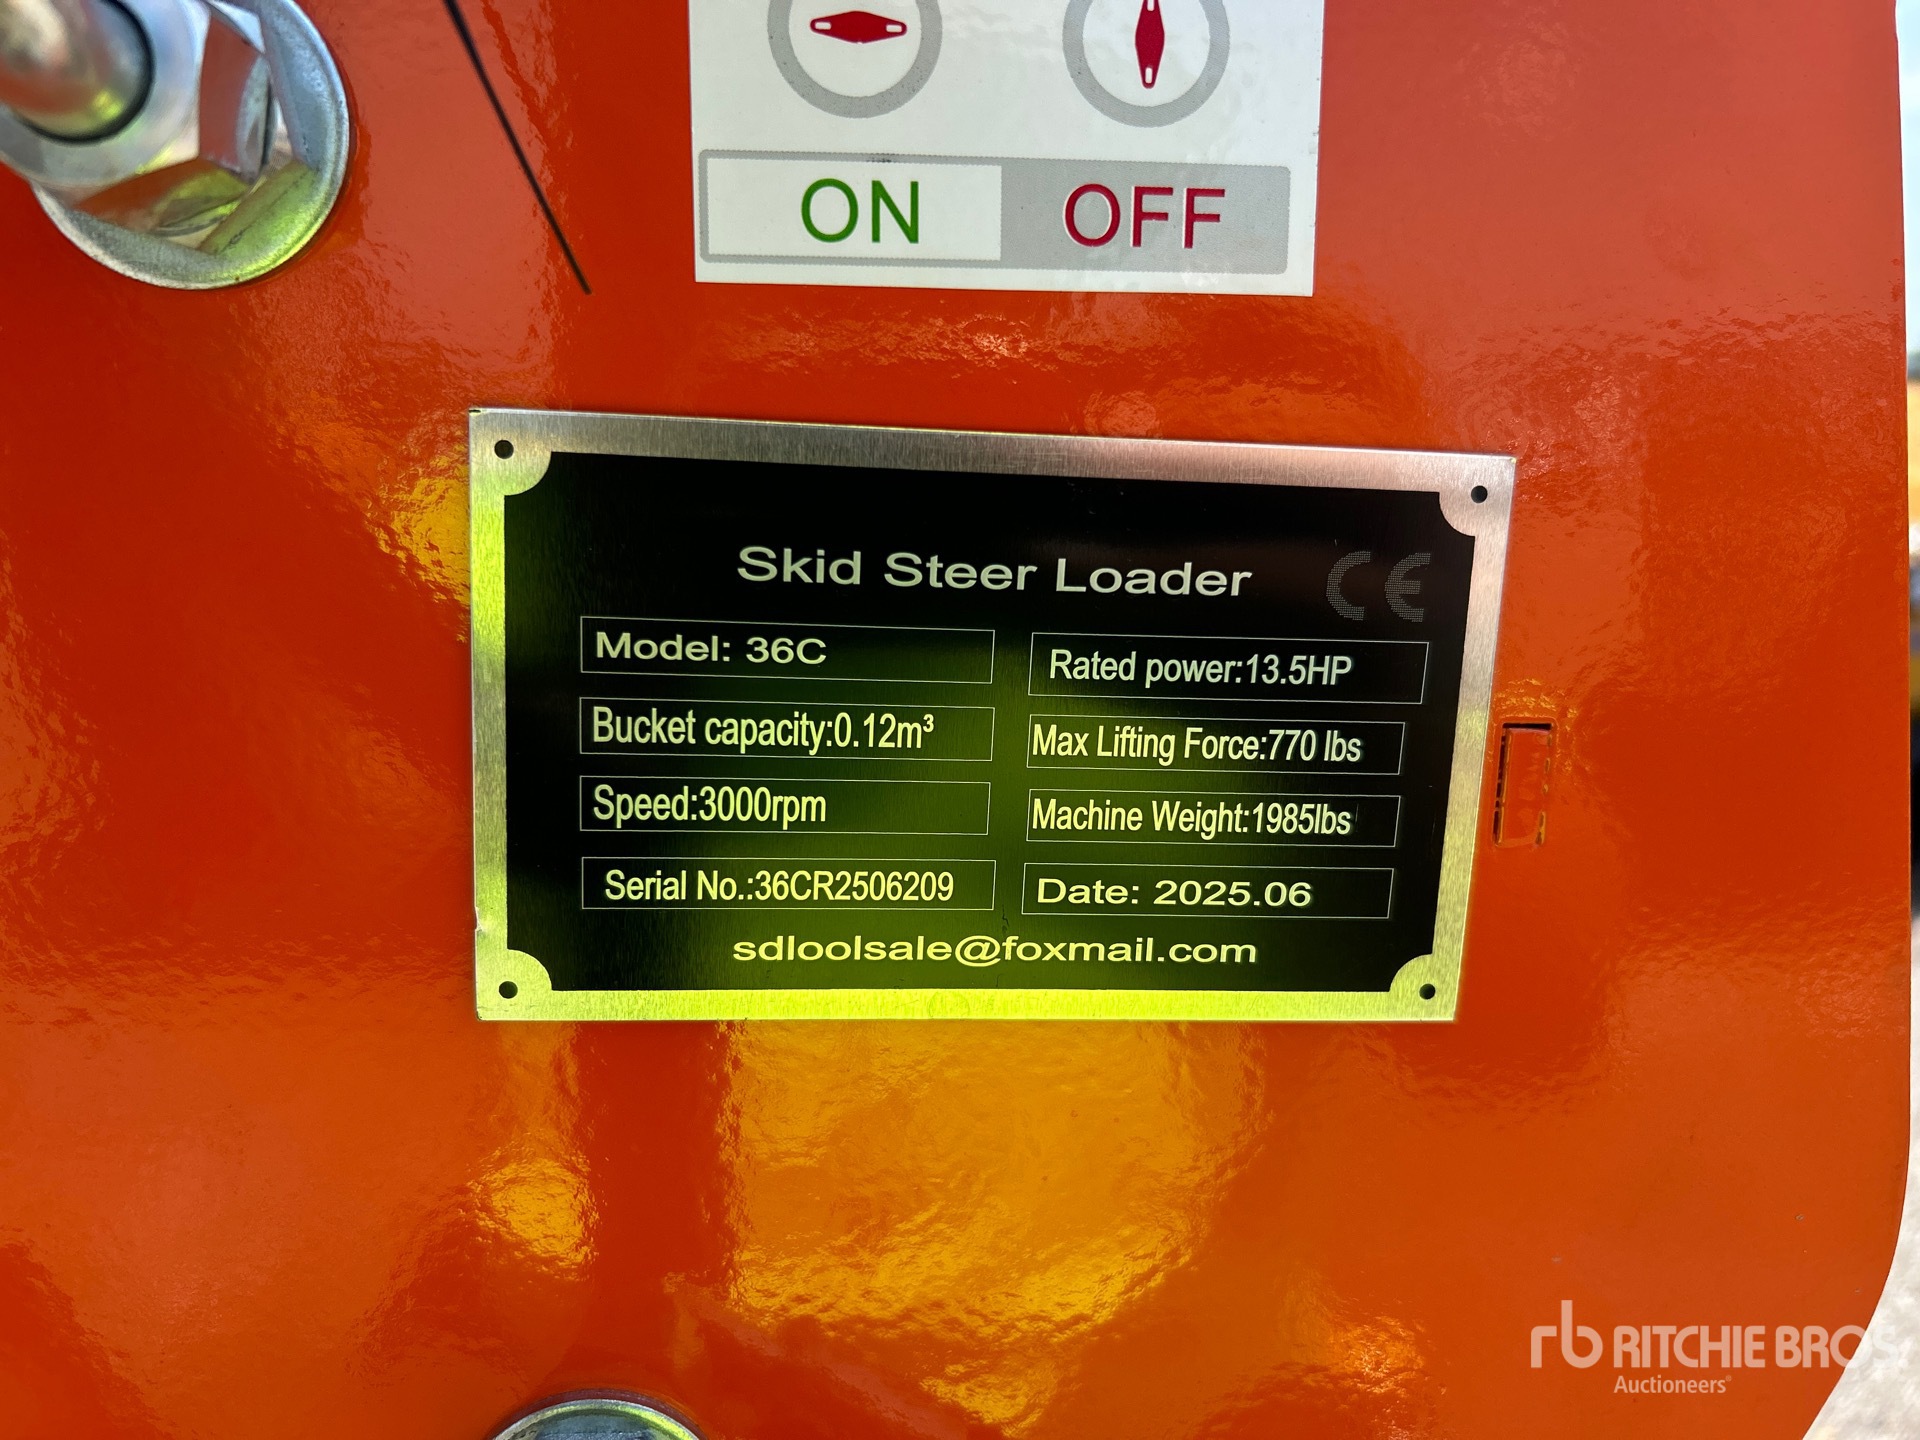 ON OFF
Skid Steer Loader CE
Model: 36C
Rated power:13.5HP
Bucket capacity:0.12m³
Max Lifting Force:770 lbs
Speed:3000rpm
Machine Weight:1985lbs
Serial No.:36CR2506209
Date: 2025.06
sdloolsale@foxmail.com
rb RITCHIE BROS.
Auctioneers®